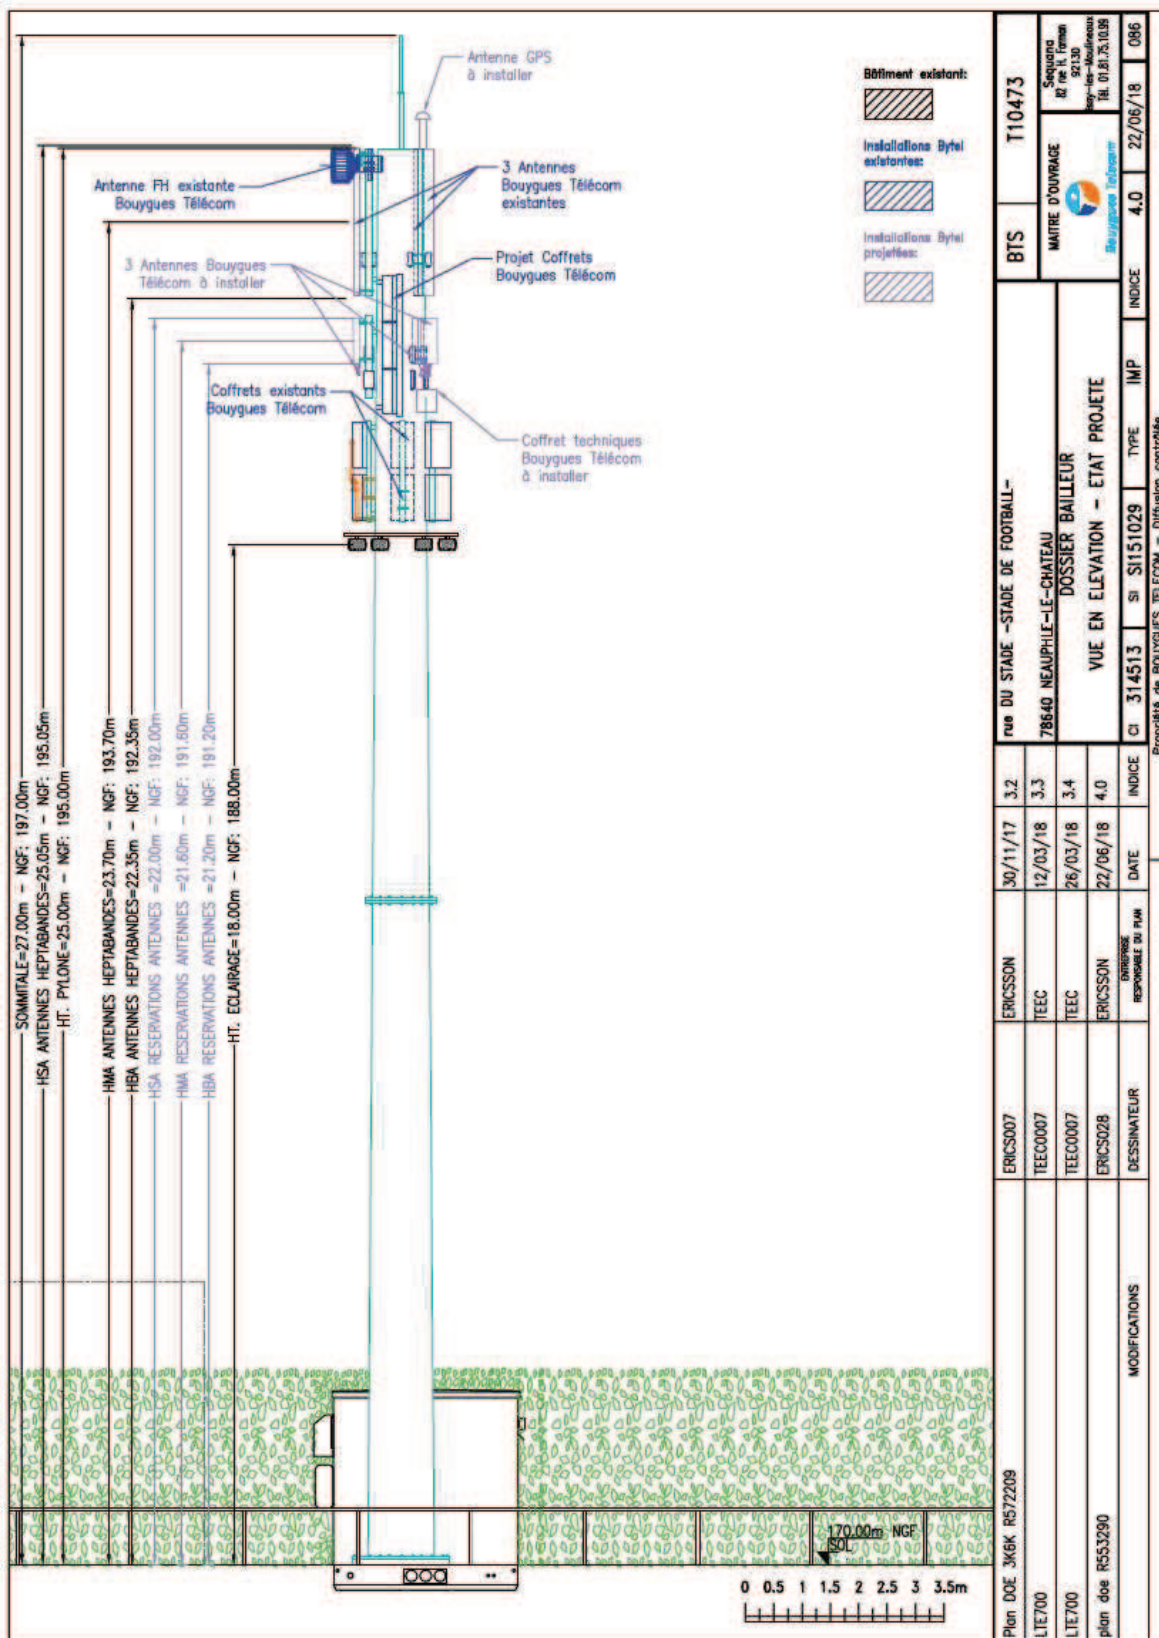 Antenne GPS
à installer
Bâtiment existant:
Installations Bytel
existantes:
Installations Bytel
projetées:
Antenne FH existante
Bouygues Télécom
3 Antennes
Bouygues Télécom
existantes
3 Antennes Bouygues
Télécom à installer
Projet Coffrets
Bouygues Télécom
Coffrets existants
Bouygues Télécom
Coffret techniques
Bouygues Télécom
à installer
SOMMITALE=27.00m - NGF: 197.00m
HSA ANTENNES HEPTABANDES=25.05m - NGF: 195.05m
HT. PYLONE=25.00m - NGF: 195.00m
HMA ANTENNES HEPTABANDES=23.70m - NGF: 193.70m
HBA ANTENNES HEPTABANDES=22.35m - NGF: 192.35m
HSA RESERVATIONS ANTENNES =22.00m - NGF: 192.00m
HMA RESERVATIONS ANTENNES =21.60m - NGF: 191.60m
HBA RESERVATIONS ANTENNES =21.20m - NGF: 191.20m
HT. ECLAIRAGE=18.00m - NGF: 188.00m
170.00m NGF
SOL
0 0.5 1 1.5 2 2.5 3 3.5m
BTS T10473
MAITRE D'OUVRAGE
Bouygues Telecom
Sequana
82 rue H. Farman
92130
Issy-les-Moulineaux
Tél. 01.81.75.10.99
rue DU STADE -STADE DE FOOTBALL-
78640 NEAUPHLE-LE-CHATEAU
DOSSIER BAILLEUR
VUE EN ELEVATION - ETAT PROJETE
CI 314513 SI SI151029 TYPE IMP INDICE 4.0 22/06/18 086
Propriété de BOUYGUES TELECOM - Diffusion contrôlée
Plan DOE 3K6K R572209 ERICS007 ERICSSON 30/11/17 3.2
LTE700 TEEC0007 TEEC 12/03/18 3.3
LTE700 TEEC0007 TEEC 26/03/18 3.4
plan doe R553290 ERICS028 ERICSSON 22/06/18 4.0
MODIFICATIONS DESSINATEUR ENTREPRISE RESPONSABLE DU PLAN DATE INDICE